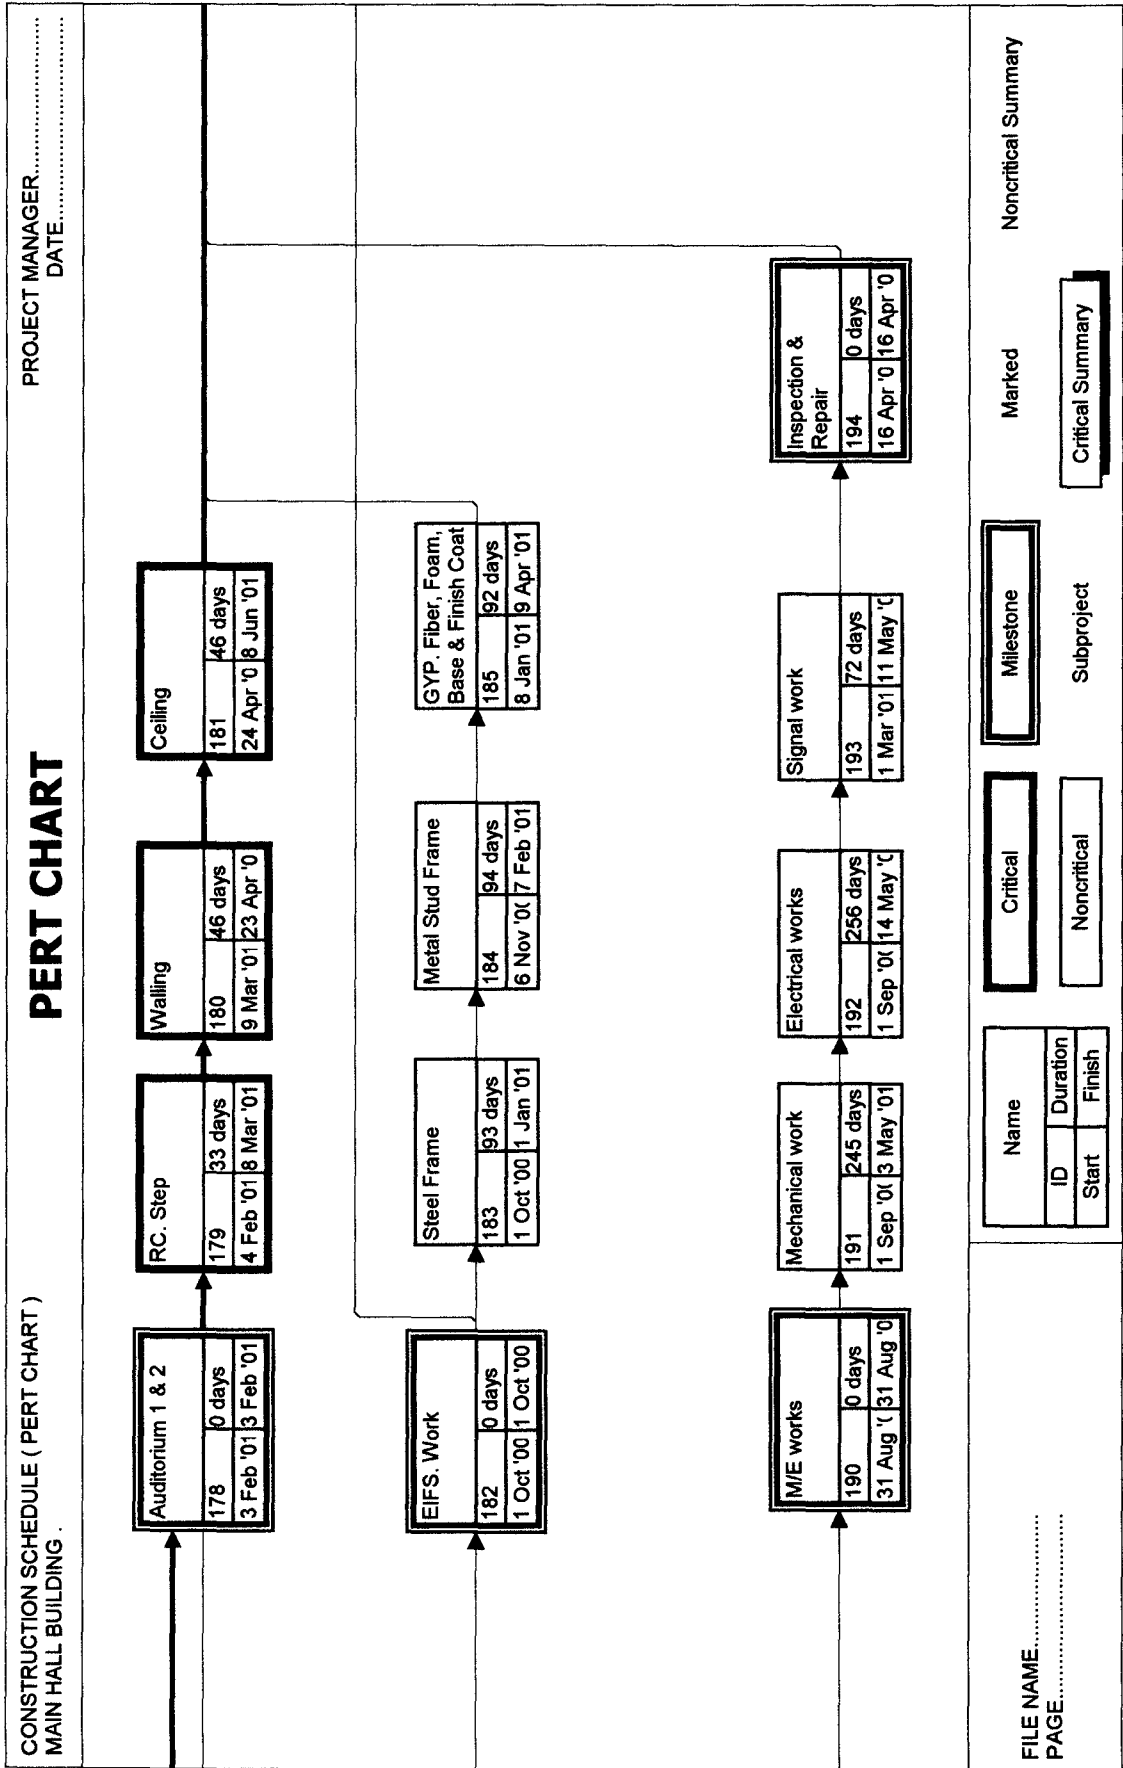 CONSTRUCTION SCHEDULE ( PERT CHART )
MAIN HALL BUILDING .
PERT CHART
PROJECT MANAGER..............................
DATE..............................
Auditorium 1 & 2
178 0 days
3 Feb '01 3 Feb '01
RC. Step
179 33 days
4 Feb '01 8 Mar '01
Walling
180 46 days
9 Mar '01 23 Apr '0
Ceiling
181 46 days
24 Apr '0 8 Jun '01
EIFS. Work
182 0 days
1 Oct '00 1 Oct '00
Steel Frame
183 93 days
1 Oct '00 1 Jan '01
Metal Stud Frame
184 94 days
6 Nov '0( 7 Feb '01
GYP. Fiber, Foam,
Base & Finish Coat
185 92 days
8 Jan '01 9 Apr '01
M/E works
190 0 days
31 Aug '( 31 Aug '0
Mechanical work
191 245 days
1 Sep '0( 3 May '01
Electrical works
192 256 days
1 Sep '0( 14 May '(
Signal work
193 72 days
1 Mar '01 11 May '(
Inspection &
Repair
194 0 days
16 Apr '0 16 Apr '0
FILE NAME..............................
PAGE..............................
Name
ID Duration
Start Finish
Critical
Noncritical
Milestone
Subproject
Marked
Critical Summary
Noncritical Summary